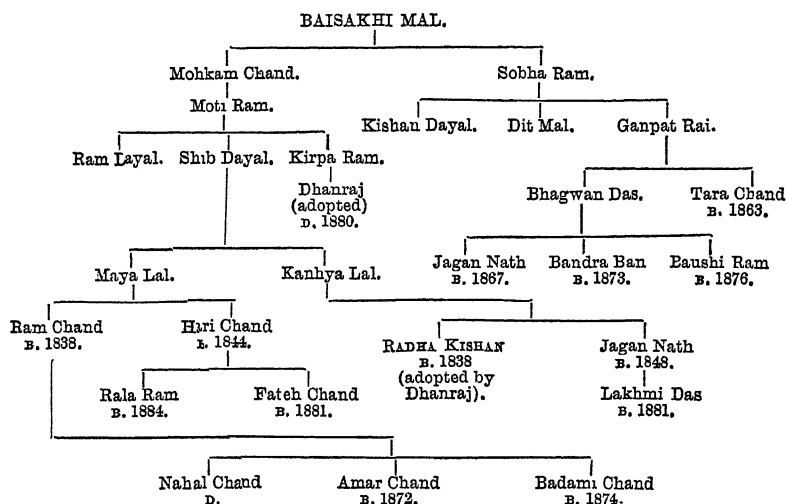 BAISAKHI MAL.
Mohkam Chand. Sobha Ram.
Moti Ram.
Kishan Dayal. Dit Mal. Ganpat Rai.
Ram Layal. Shib Dayal. Kirpa Ram.
Dhanraj
(adopted)
D. 1880.
Bhagwan Das. Tara Chand
B. 1863.
Maya Lal. Kanhya Lal. Jagan Nath Bandra Ban Baushi Ram
B. 1867. B. 1873. B. 1876.
Ram Chand Hari Chand
B. 1838. B. 1844.
RADHA KISHAN Jagan Nath
B. 1838 B. 1848.
(adopted by
Dhanraj).
Rala Ram Fateh Chand Lakhmi Das
B. 1884. B. 1881. B. 1881.
Nahal Chand Amar Chand Badami Chand
D. B. 1872. B. 1874.